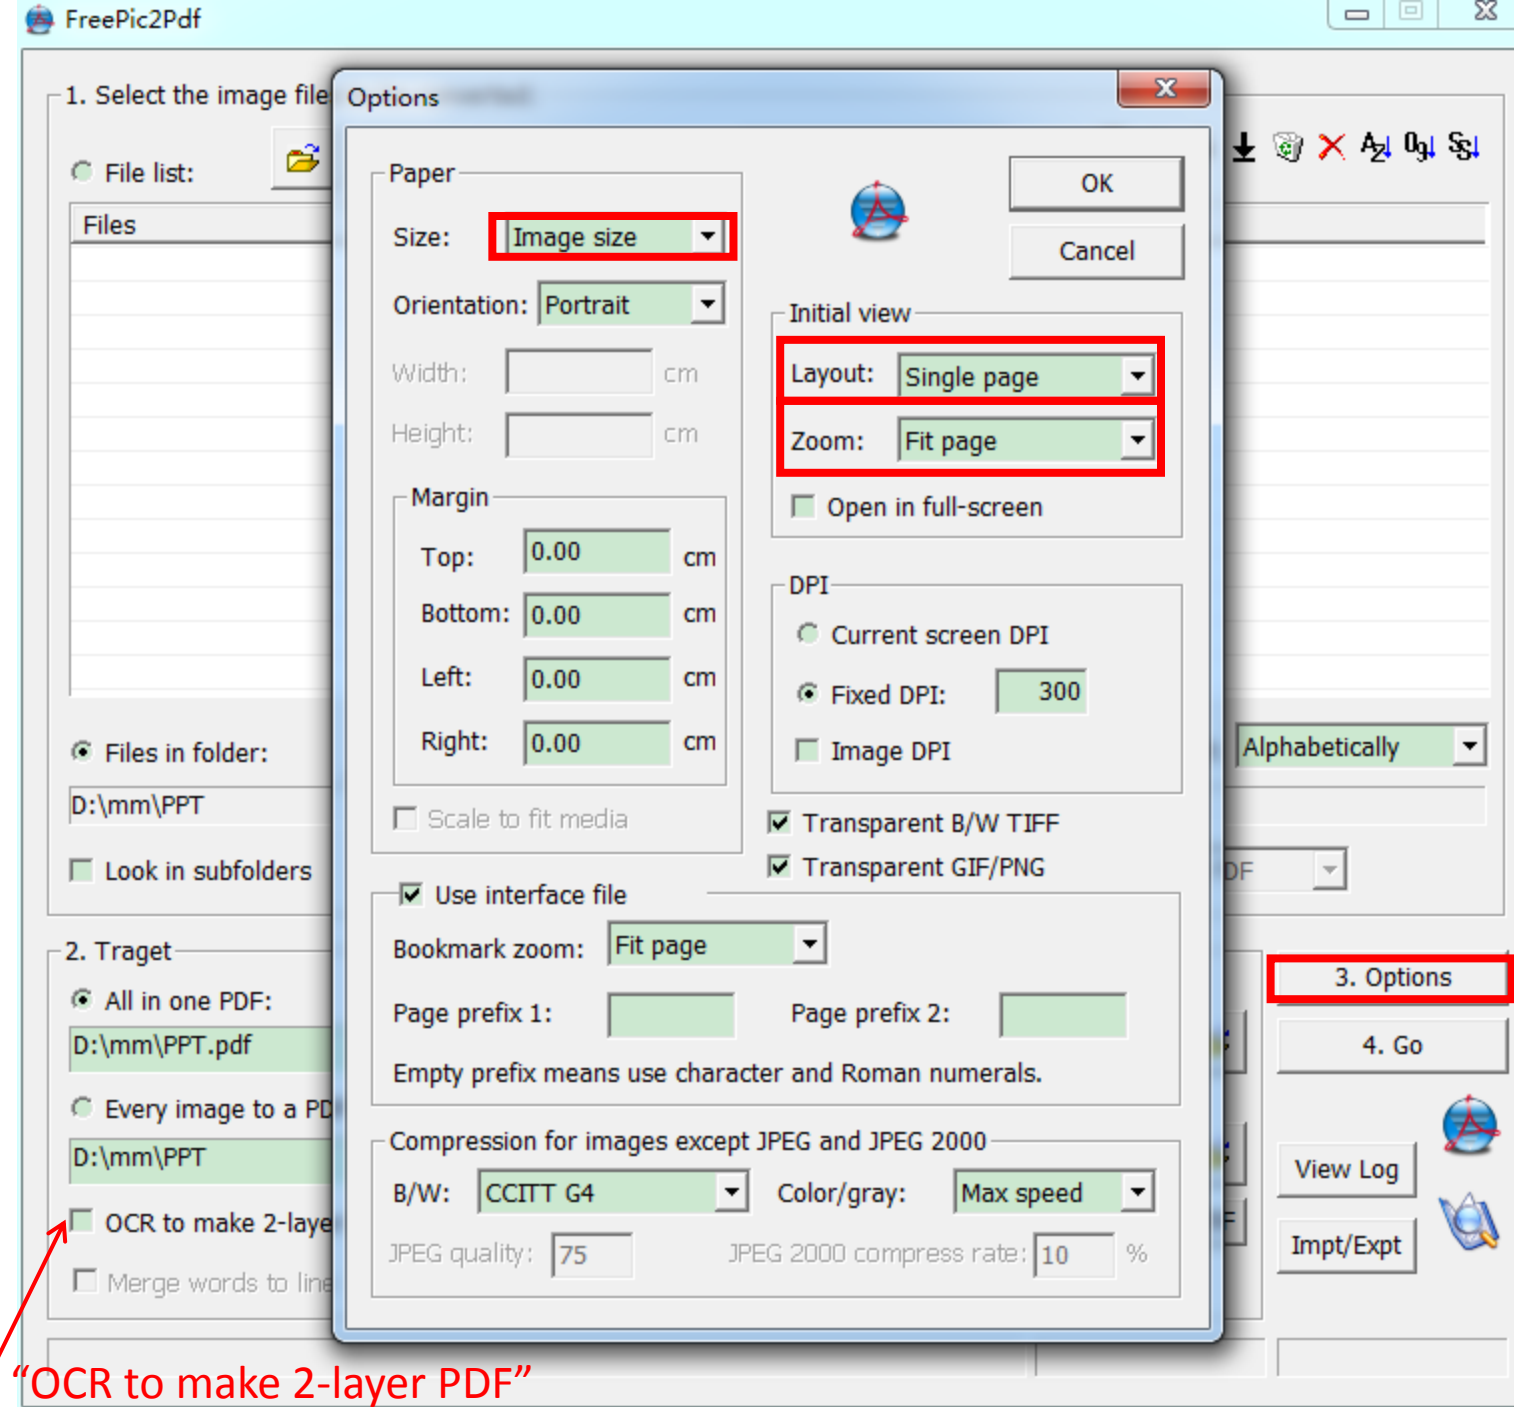 FreePic2Pdf
1. Select the image file
File list:
Files
Files in folder:
D:\mm\PPT
Look in subfolders
Alphabetically
DF
2. Traget
All in one PDF:
D:\mm\PPT.pdf
Every image to a PD
D:\mm\PPT
OCR to make 2-laye
Merge words to line
3. Options
4. Go
View Log
Impt/Expt
Options
Paper
Size: Image size
Orientation: Portrait
Width: cm
Height: cm
Margin
Top: 0.00 cm
Bottom: 0.00 cm
Left: 0.00 cm
Right: 0.00 cm
Scale to fit media
OK
Cancel
Initial view
Layout: Single page
Zoom: Fit page
Open in full-screen
DPI
Current screen DPI
Fixed DPI: 300
Image DPI
Transparent B/W TIFF
Transparent GIF/PNG
Use interface file
Bookmark zoom: Fit page
Page prefix 1: Page prefix 2:
Empty prefix means use character and Roman numerals.
Compression for images except JPEG and JPEG 2000
B/W: CCITT G4 Color/gray: Max speed
JPEG quality: 75 JPEG 2000 compress rate: 10 %
“OCR to make 2-layer PDF”